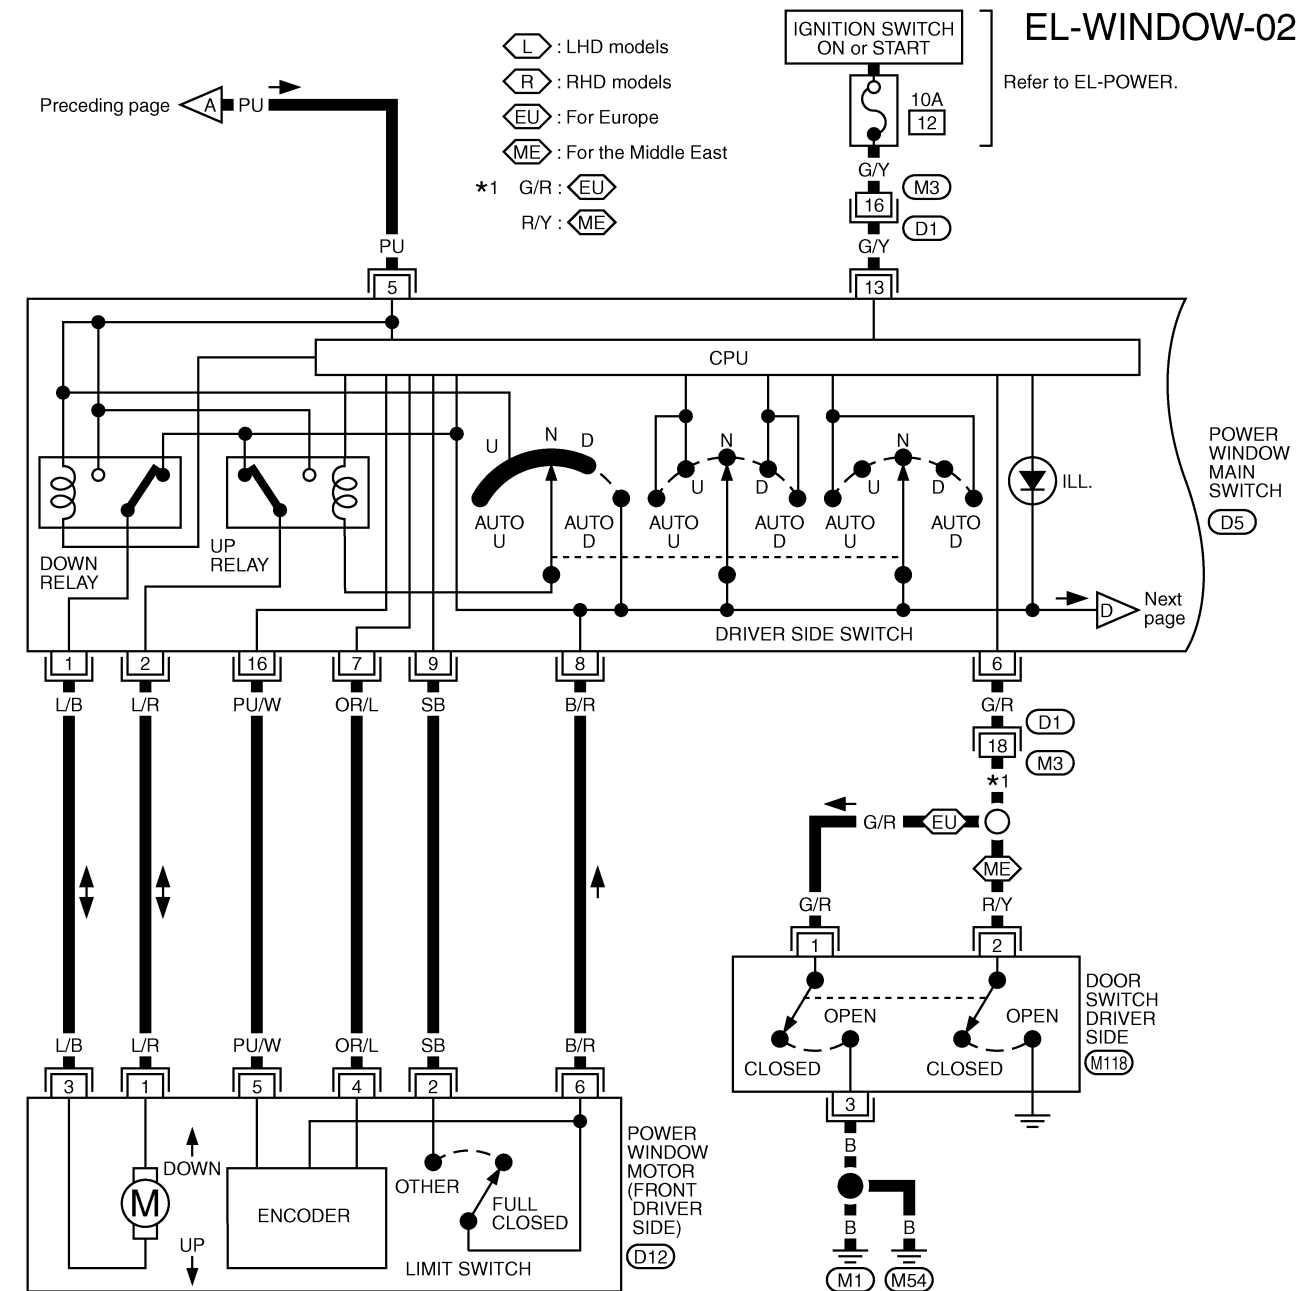 EL-WINDOW-02
IGNITION SWITCH
ON or START
L : LHD models
R : RHD models
EU : For Europe
ME : For the Middle East
*1 G/R : EU
R/Y : ME
Refer to EL-POWER.
10A
12
Preceding page A PU
G/Y
M3
16
D1
PU
G/Y
5
13
CPU
U N D
AUTO U
AUTO D
N
U D
AUTO U
AUTO D
N
U D
AUTO U
AUTO D
ILL.
POWER
WINDOW
MAIN
SWITCH
D5
DOWN
RELAY
UP
RELAY
D
Next
page
DRIVER SIDE SWITCH
1 2 16 7 9 8 6
L/B L/R PU/W OR/L SB B/R G/R
D1
18
M3
*1
G/R EU
ME
G/R
R/Y
1 2
DOOR
SWITCH
DRIVER
SIDE
M118
OPEN
CLOSED
OPEN
CLOSED
L/B L/R PU/W OR/L SB B/R
3 1 5 4 2 6
3
B
POWER
WINDOW
MOTOR
(FRONT
DRIVER
SIDE)
D12
DOWN
M
UP
ENCODER
OTHER
FULL
CLOSED
LIMIT SWITCH
B B
M1 M54